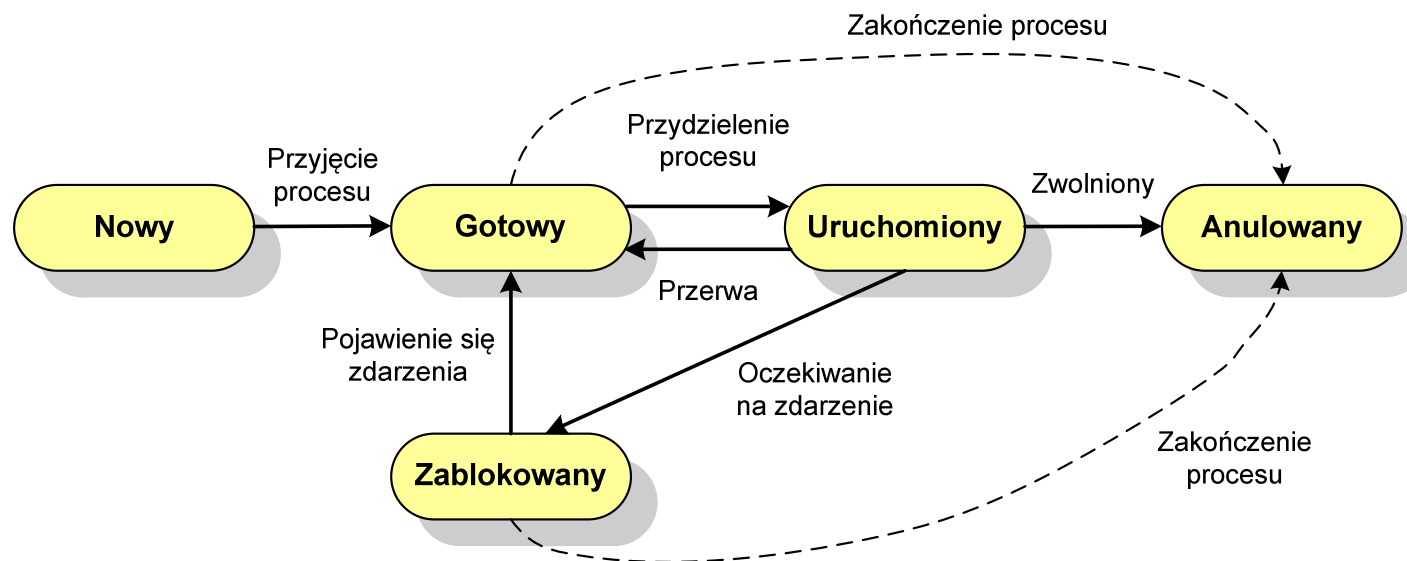 Zakończenie procesu
Przydzielenie
procesu
Przyjęcie
procesu
Zwolniony
Nowy
Gotowy
Uruchomiony
Anulowany
Przerwa
Pojawienie się
zdarzenia
Oczekiwanie
na zdarzenie
Zablokowany
Zakończenie
procesu